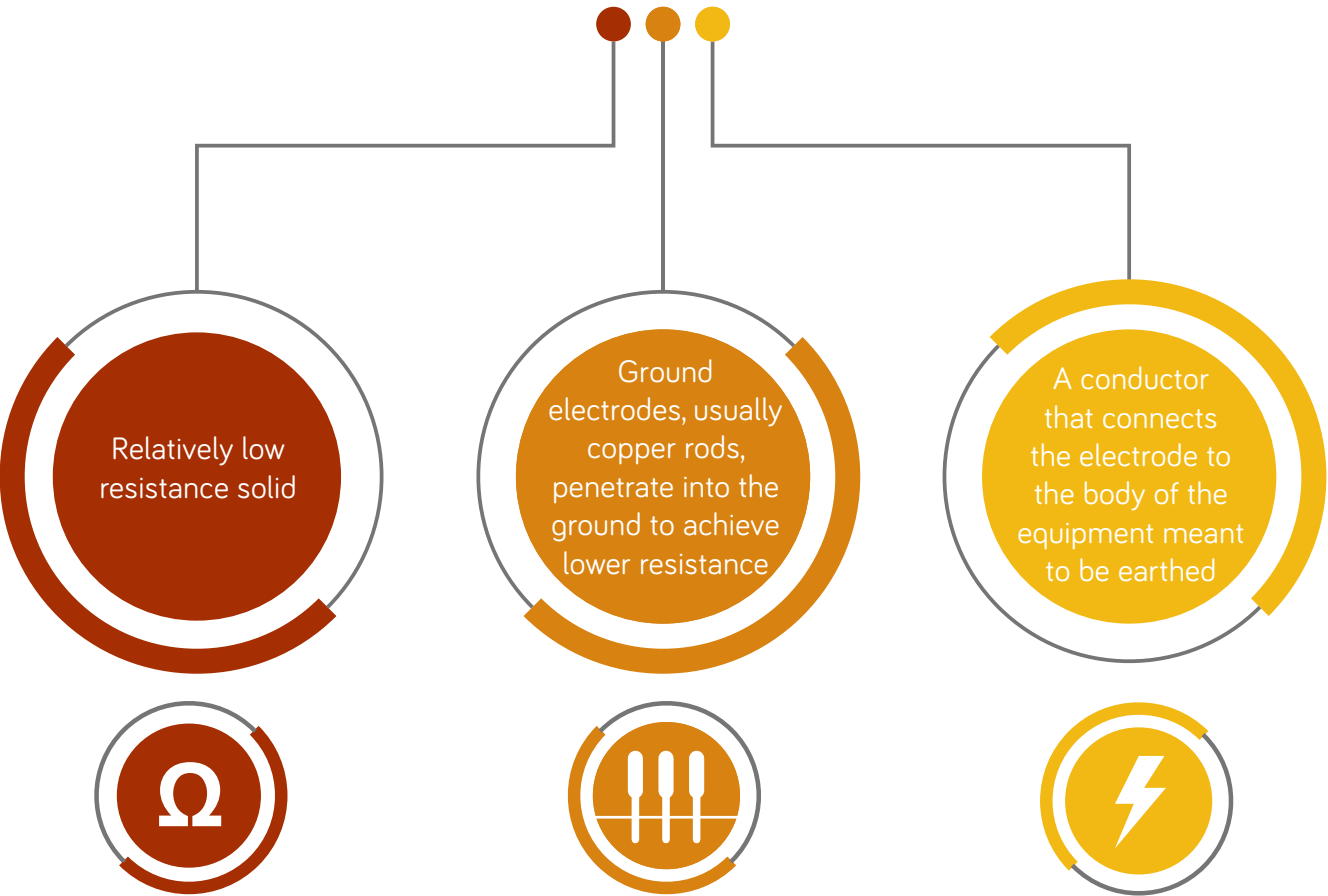 Relatively low
resistance solid
Ground
electrodes, usually
copper rods,
penetrate into the
ground to achieve
lower resistance
A conductor
that connects
the electrode to
the body of the
equipment meant
to be earthed
Ω